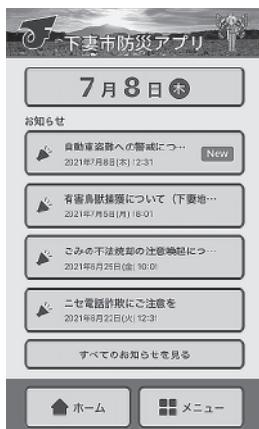 下妻市防災アプリ
7月8日木
お知らせ
自動車盗難への警戒につ…
2021年7月8日(木) 12:31
New
有害鳥獣捕獲について（下妻地…
2021年7月5日(月) 18:01
ごみの不法焼却の注意喚起につ…
2021年6月25日(金) 10:01
ニセ電話詐欺にご注意を
2021年6月22日(火) 12:31
すべてのお知らせを見る
ホーム
メニュー